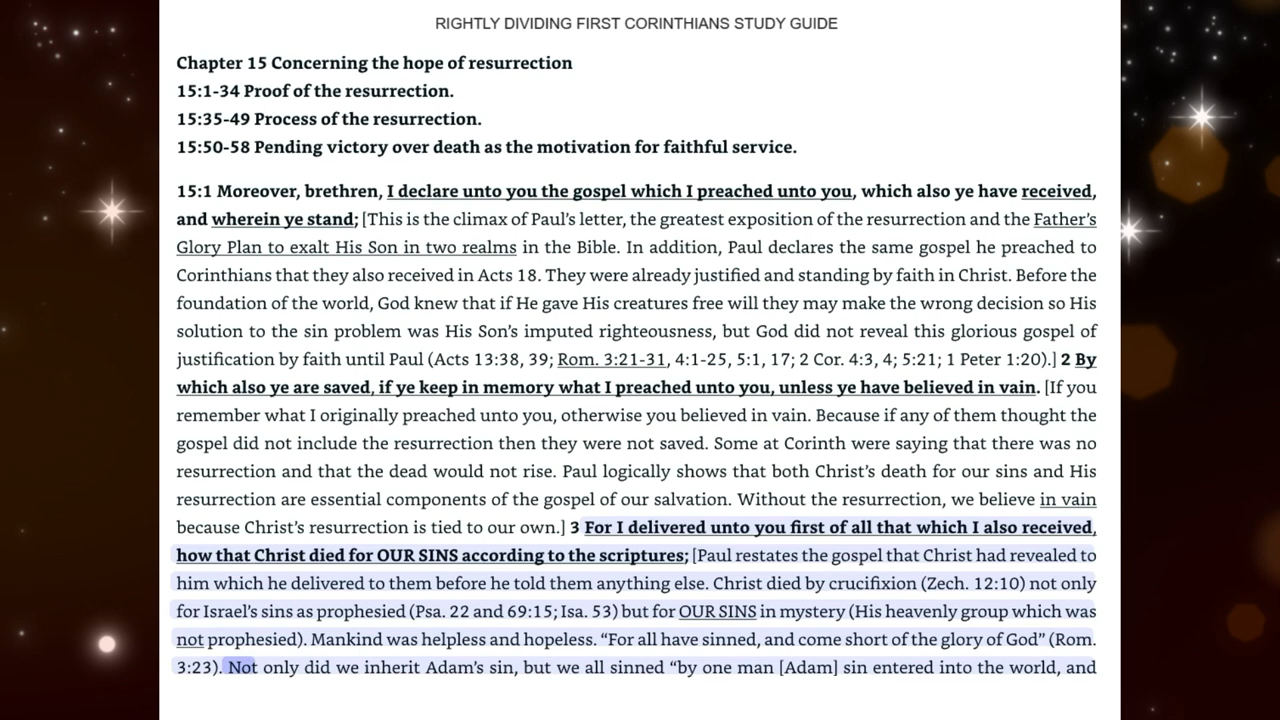 RIGHTLY DIVIDING FIRST CORINTHIANS STUDY GUIDE
Chapter 15 Concerning the hope of resurrection
15:1-34 Proof of the resurrection.
15:35-49 Process of the resurrection.
15:50-58 Pending victory over death as the motivation for faithful service.
15:1 Moreover, brethren, I declare unto you the gospel which I preached unto you, which also ye have received,
and wherein ye stand; [This is the climax of Paul's letter, the greatest exposition of the resurrection and the Father's
Glory Plan to exalt His Son in two realms in the Bible. In addition, Paul declares the same gospel he preached to
Corinthians that they also received in Acts 18. They were already justified and standing by faith in Christ. Before the
foundation of the world, God knew that if He gave His creatures free will they may make the wrong decision so His
solution to the sin problem was His Son's imputed righteousness, but God did not reveal this glorious gospel of
justification by faith until Paul (Acts 13:38, 39; Rom. 3:21-31, 4:1-25, 5:1, 17; 2 Cor. 4:3, 4; 5:21; 1 Peter 1:20).] 2 By
which also ye are saved, if ye keep in memory what I preached unto you, unless ye have believed in vain. [If you
remember what I originally preached unto you, otherwise you believed in vain. Because if any of them thought the
gospel did not include the resurrection then they were not saved. Some at Corinth were saying that there was no
resurrection and that the dead would not rise. Paul logically shows that both Christ's death for our sins and His
resurrection are essential components of the gospel of our salvation. Without the resurrection, we believe in vain
because Christ's resurrection is tied to our own.] 3 For I delivered unto you first of all that which I also received,
how that Christ died for OUR SINS according to the scriptures; [Paul restates the gospel that Christ had revealed to
him which he delivered to them before he told them anything else. Christ died by crucifixion (Zech. 12:10) not only
for Israel's sins as prophesied (Psa. 22 and 69:15; Isa. 53) but for OUR SINS in mystery (His heavenly group which was
not prophesied). Mankind was helpless and hopeless. "For all have sinned, and come short of the glory of God" (Rom.
3:23). Not only did we inherit Adam's sin, but we all sinned "by one man [Adam] sin entered into the world, and